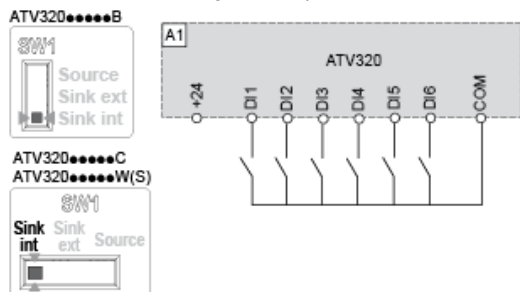 ATV320●●●●●B
SW1
Source
Sink ext
Sink int
A1
ATV320
+24
DI1
DI2
DI3
DI4
DI5
DI6
COM
ATV320●●●●●C
ATV320●●●●●W(S)
SW1
Sink int
Sink ext
Source